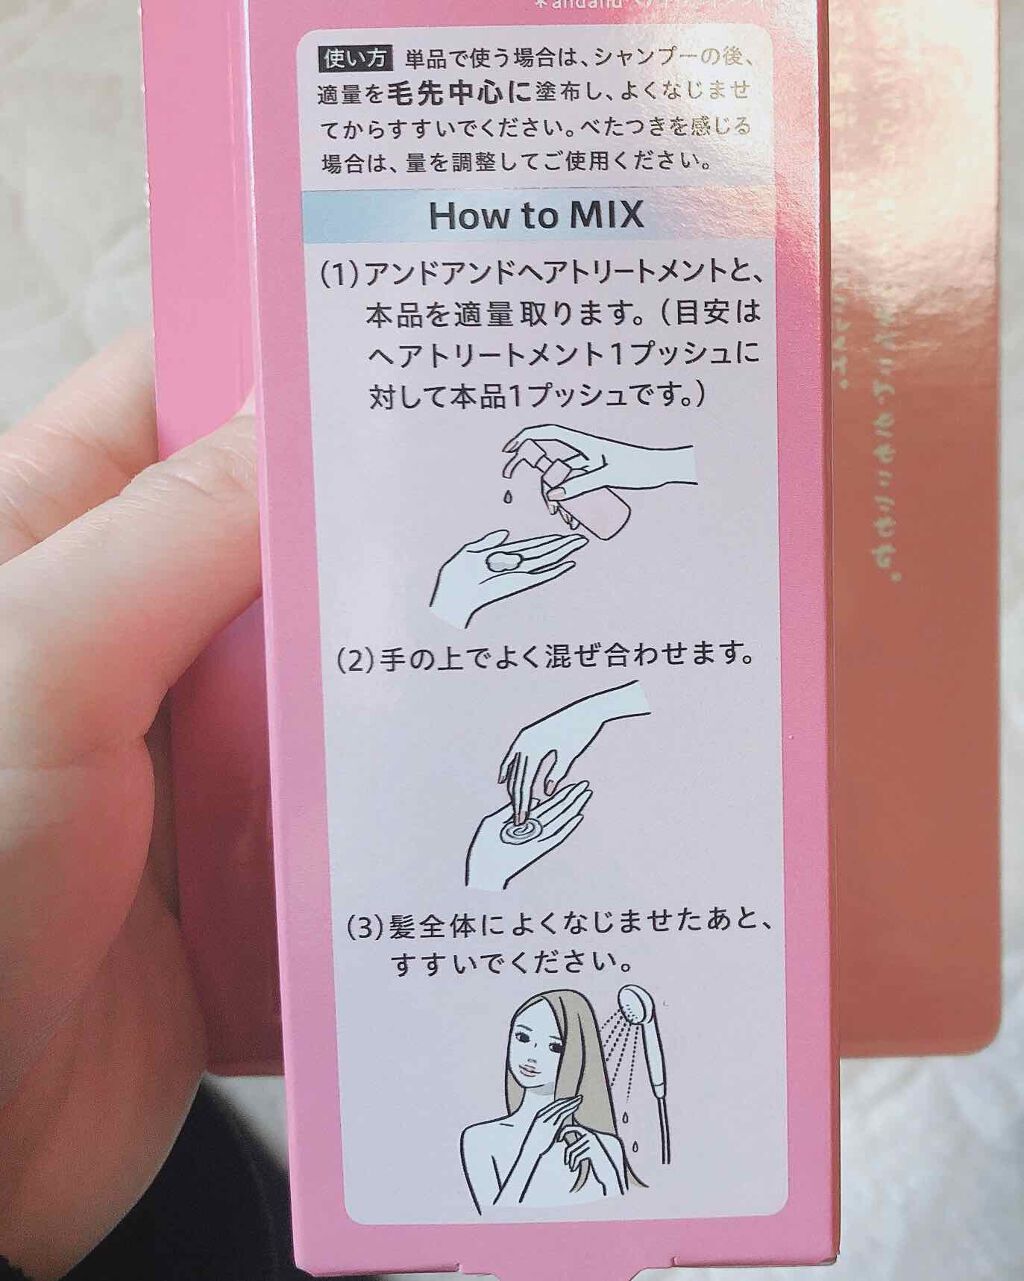 *andand
使い方 単品で使う場合は、シャンプーの後、
適量を毛先中心に塗布し、よくなじませ
てからすすいでください。べたつきを感じる
場合は、量を調整してご使用ください。
How to MIX
(1)アンドアンドヘアトリートメントと、
本品を適量取ります。(目安は
ヘアトリートメント1プッシュに
対して本品1プッシュです。)
(2)手の上でよく混ぜ合わせます。
(3)髪全体によくなじませたあと、
すすいでください。